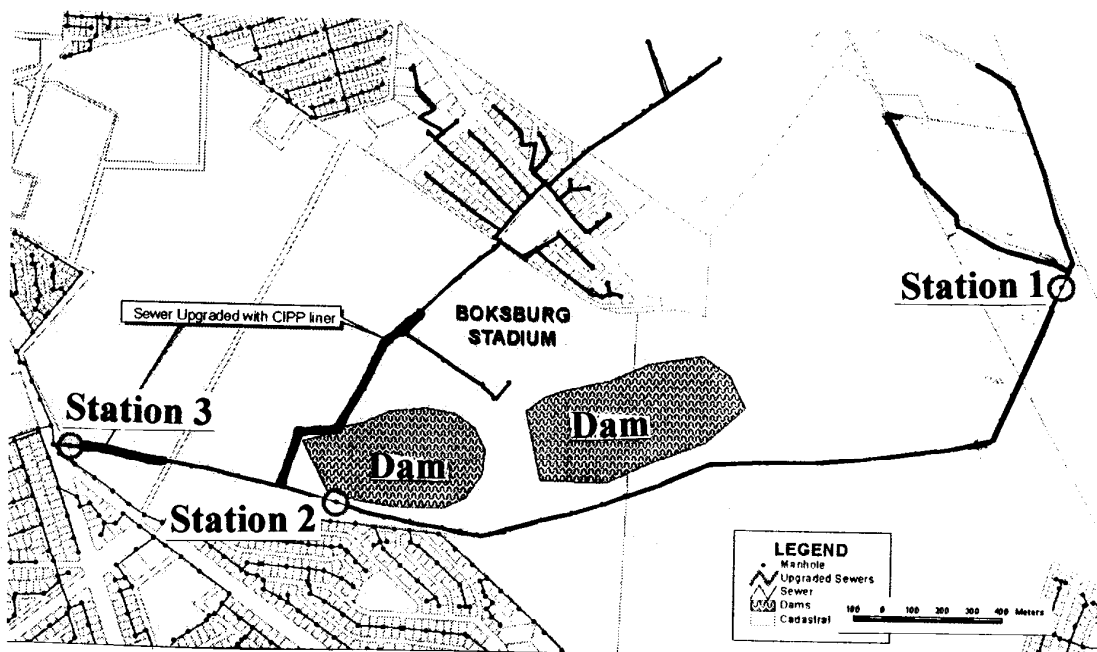 Station 1
BOKSBURG
STADIUM
Sewer Upgraded with CIPP liner
Station 3
Dam
Dam
Station 2
LEGEND
Manhole
Upgraded Sewers
Sewer
Dams
Cadastral
100 0 100 200 300 400 Meters